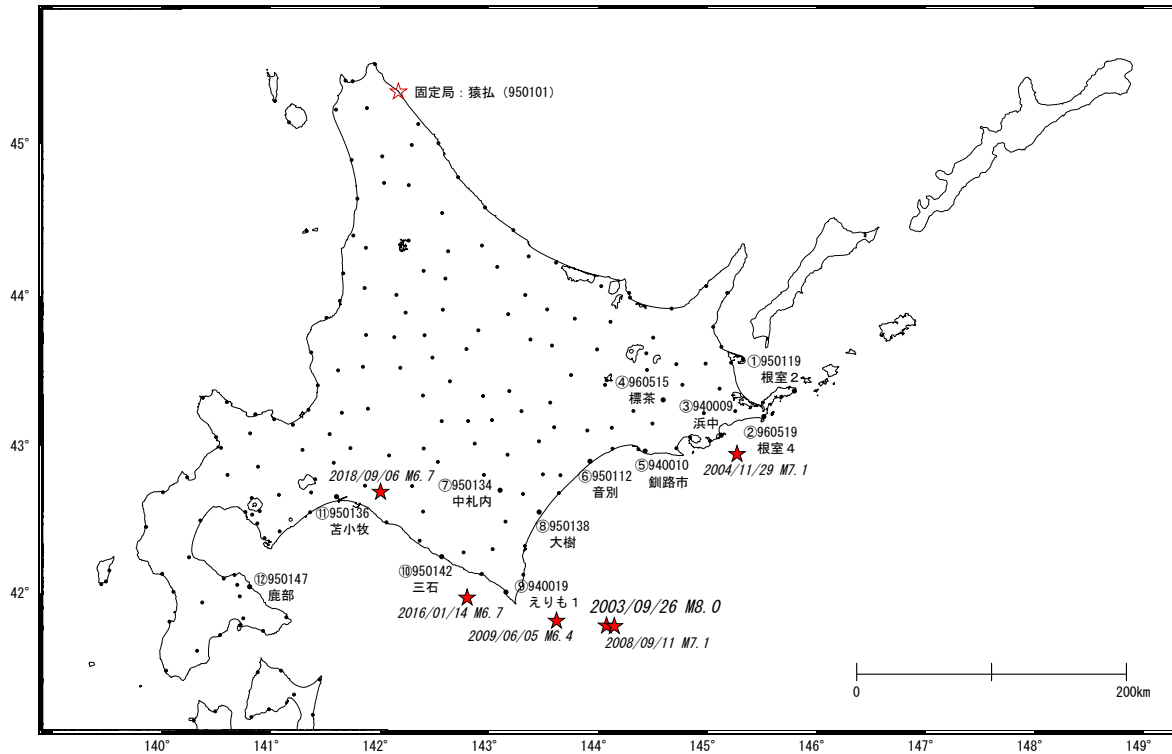 固定局：猿払 (950101)
45°
44°
①950119
根室２
④960515
標茶
③940009
浜中
②960519
根室４
43°
2004/11/29 M7.1
⑤940010
釧路市
2018/09/06 M6.7
⑦950134
中札内
⑥950112
音別
⑪950136
苫小牧
⑧950138
大樹
⑩950142
三石
⑫950147
鹿部
⑨940019
えりも１
42°
2016/01/14 M6.7
2003/09/26 M8.0
2009/06/05 M6.4
2008/09/11 M7.1
0
200km
140°
141°
142°
143°
144°
145°
146°
147°
148°
149°